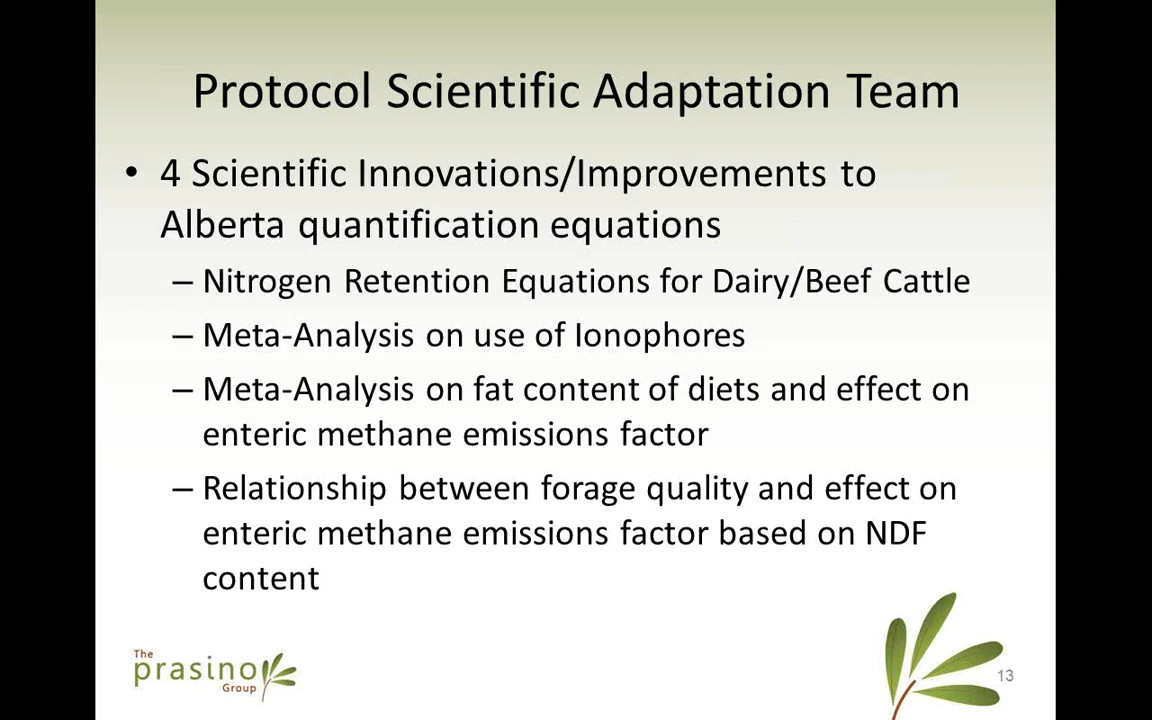 Protocol Scientific Adaptation Team
• 4 Scientific Innovations/Improvements to
Alberta quantification equations
– Nitrogen Retention Equations for Dairy/Beef Cattle
– Meta-Analysis on use of Ionophores
– Meta-Analysis on fat content of diets and effect on
enteric methane emissions factor
– Relationship between forage quality and effect on
enteric methane emissions factor based on NDF
content
The
prasino
Group
13